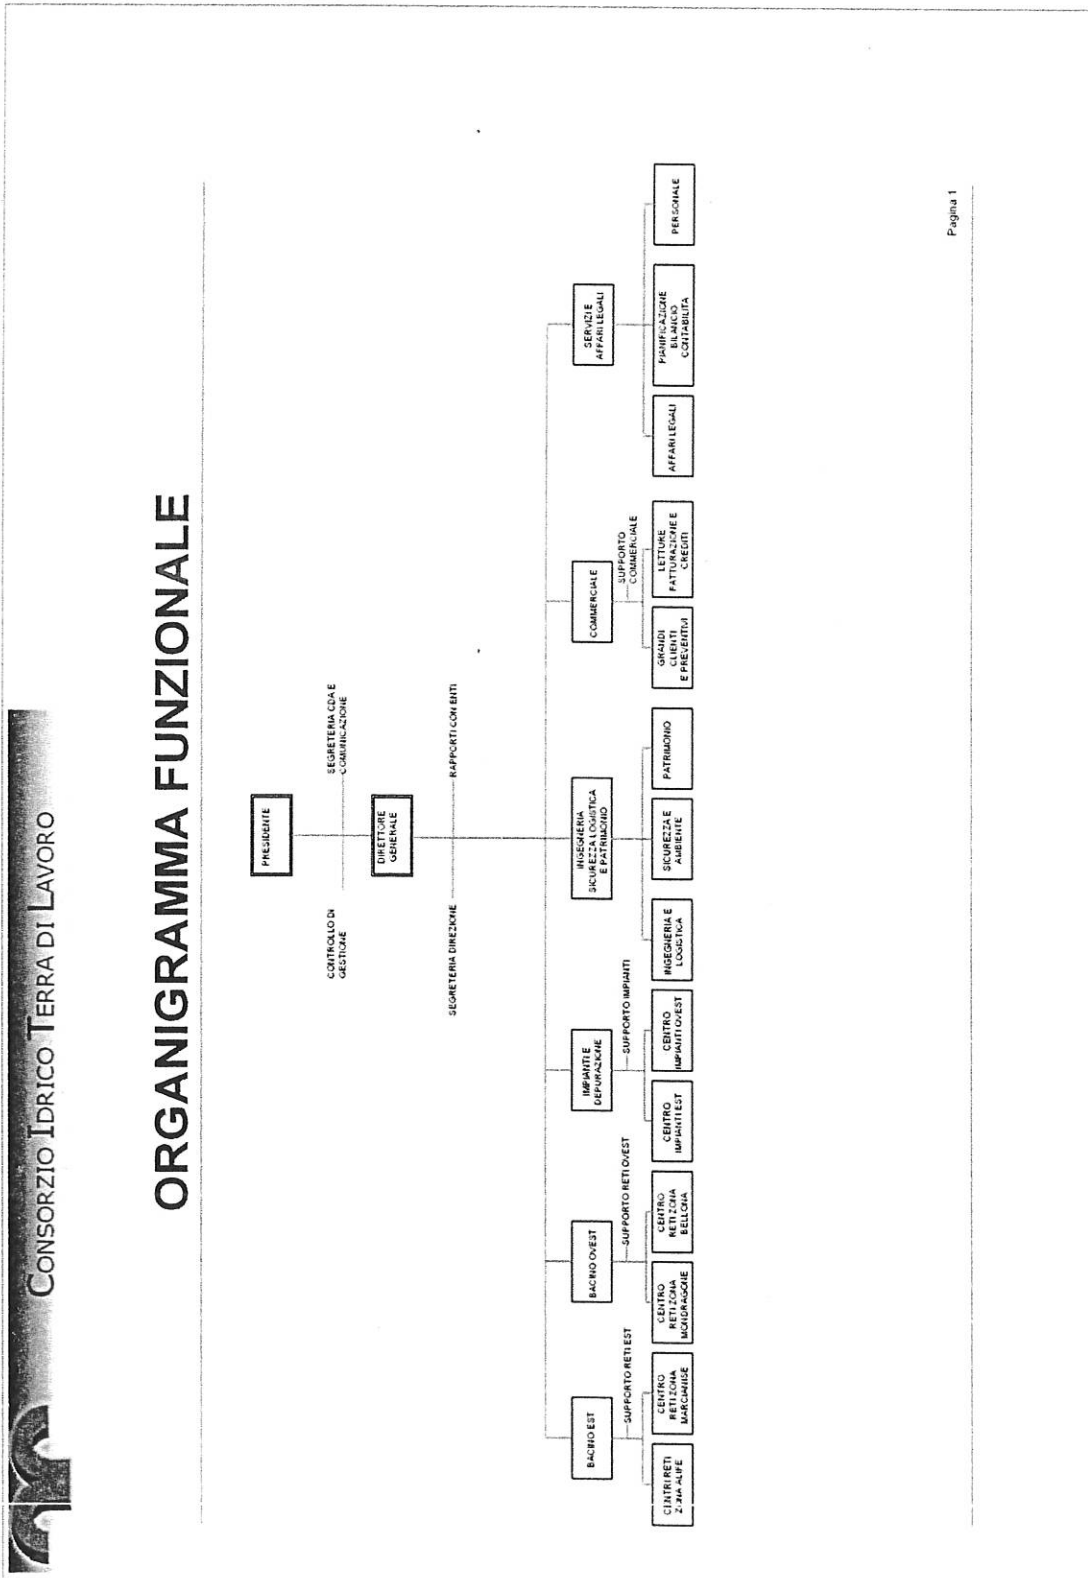 CONSORZIO IDRICO TERRA DI LAVORO
ORGANIGRAMMA FUNZIONALE
PRESIDENTE
CONTROLLO DI
GESTIONE
SEGRETERIA CDA E
COMUNICAZIONE
DIRETTORE
GENERALE
SEGRETERIA DIREZIONE
RAPPORTI CON ENTI
BACINO EST
BACINO OVEST
IMPIANTI E
DEPURAZIONE
INGEGNERIA
SICUREZZA LOGISTICA
E PATRIMONIO
COMMERCIALE
SERVIZI E
AFFARI LEGALI
SUPPORTO RETI EST
SUPPORTO RETI OVEST
SUPPORTO IMPIANTI
SUPPORTO
COMMERCIALE
CENTRI RETI
ZONA ALIFE
CENTRO
RETI ZONA
MARCIANISE
CENTRO
RETI ZONA
MONDRAGONE
CENTRO
RETI ZONA
BELLONA
CENTRO
IMPIANTI EST
CENTRO
IMPIANTI OVEST
INGEGNERIA E
LOGISTICA
SICUREZZA E
AMBIENTE
PATRIMONIO
GRANDI
CLIENTI
E PREVENTIVI
LETTURE
FATTURAZIONE E
CREDITI
AFFARI LEGALI
PIANIFICAZIONE
BILANCIO
CONTABILITA
PERSONALE
Pagina 1